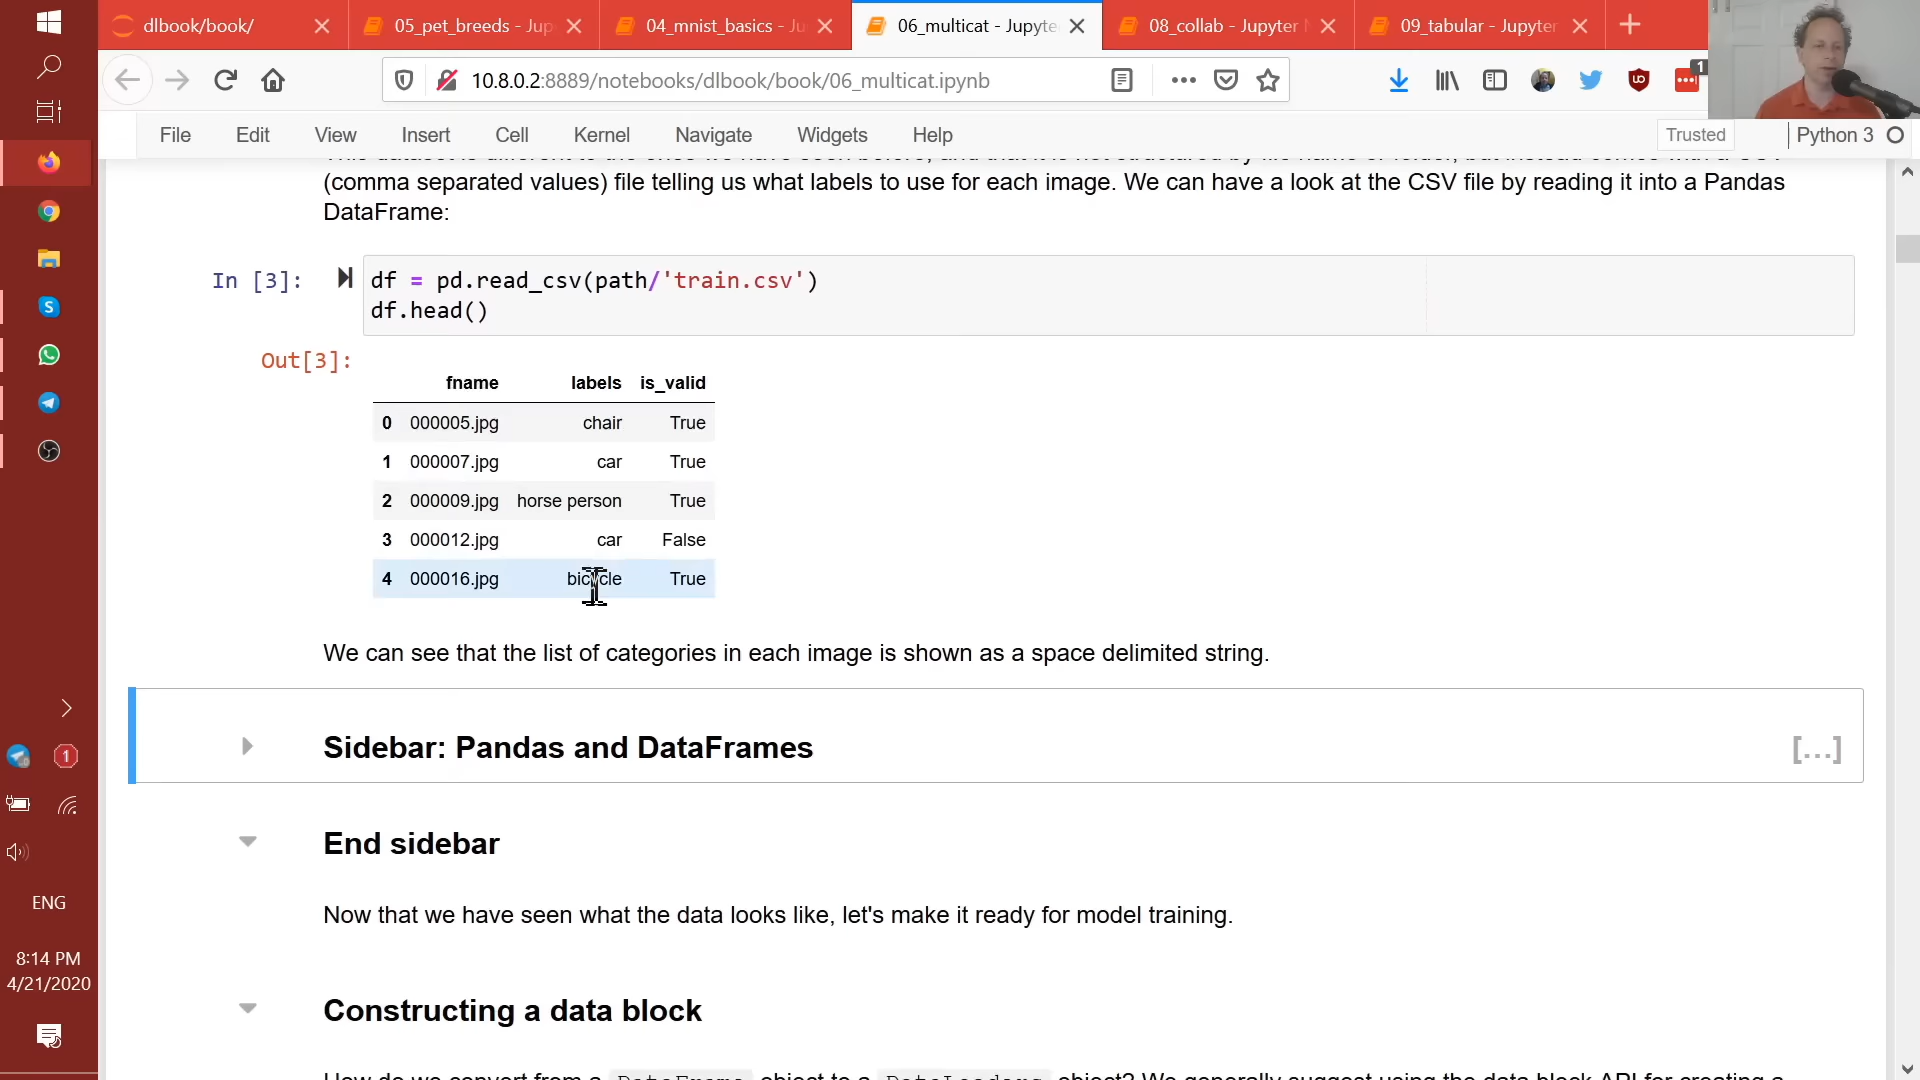 dlbook/book/
05_pet_breeds - Jup
04_mnist_basics - Ju
06_multicat - Jupyte
08_collab - Jupyter
09_tabular - Jupyter
10.8.0.2:8889/notebooks/dlbook/book/06_multicat.ipynb
1
File Edit View Insert Cell Kernel Navigate Widgets Help
Trusted
Python 3
(comma separated values) file telling us what labels to use for each image. We can have a look at the CSV file by reading it into a Pandas
DataFrame:
In [3]:
df = pd.read_csv(path/'train.csv')
df.head()
Out[3]:
fname labels is_valid
0 000005.jpg chair True
1 000007.jpg car True
2 000009.jpg horse person True
3 000012.jpg car False
4 000016.jpg bicycle True
We can see that the list of categories in each image is shown as a space delimited string.
Sidebar: Pandas and DataFrames
[...]
End sidebar
Now that we have seen what the data looks like, let's make it ready for model training.
Constructing a data block
1
ENG
8:14 PM
4/21/2020